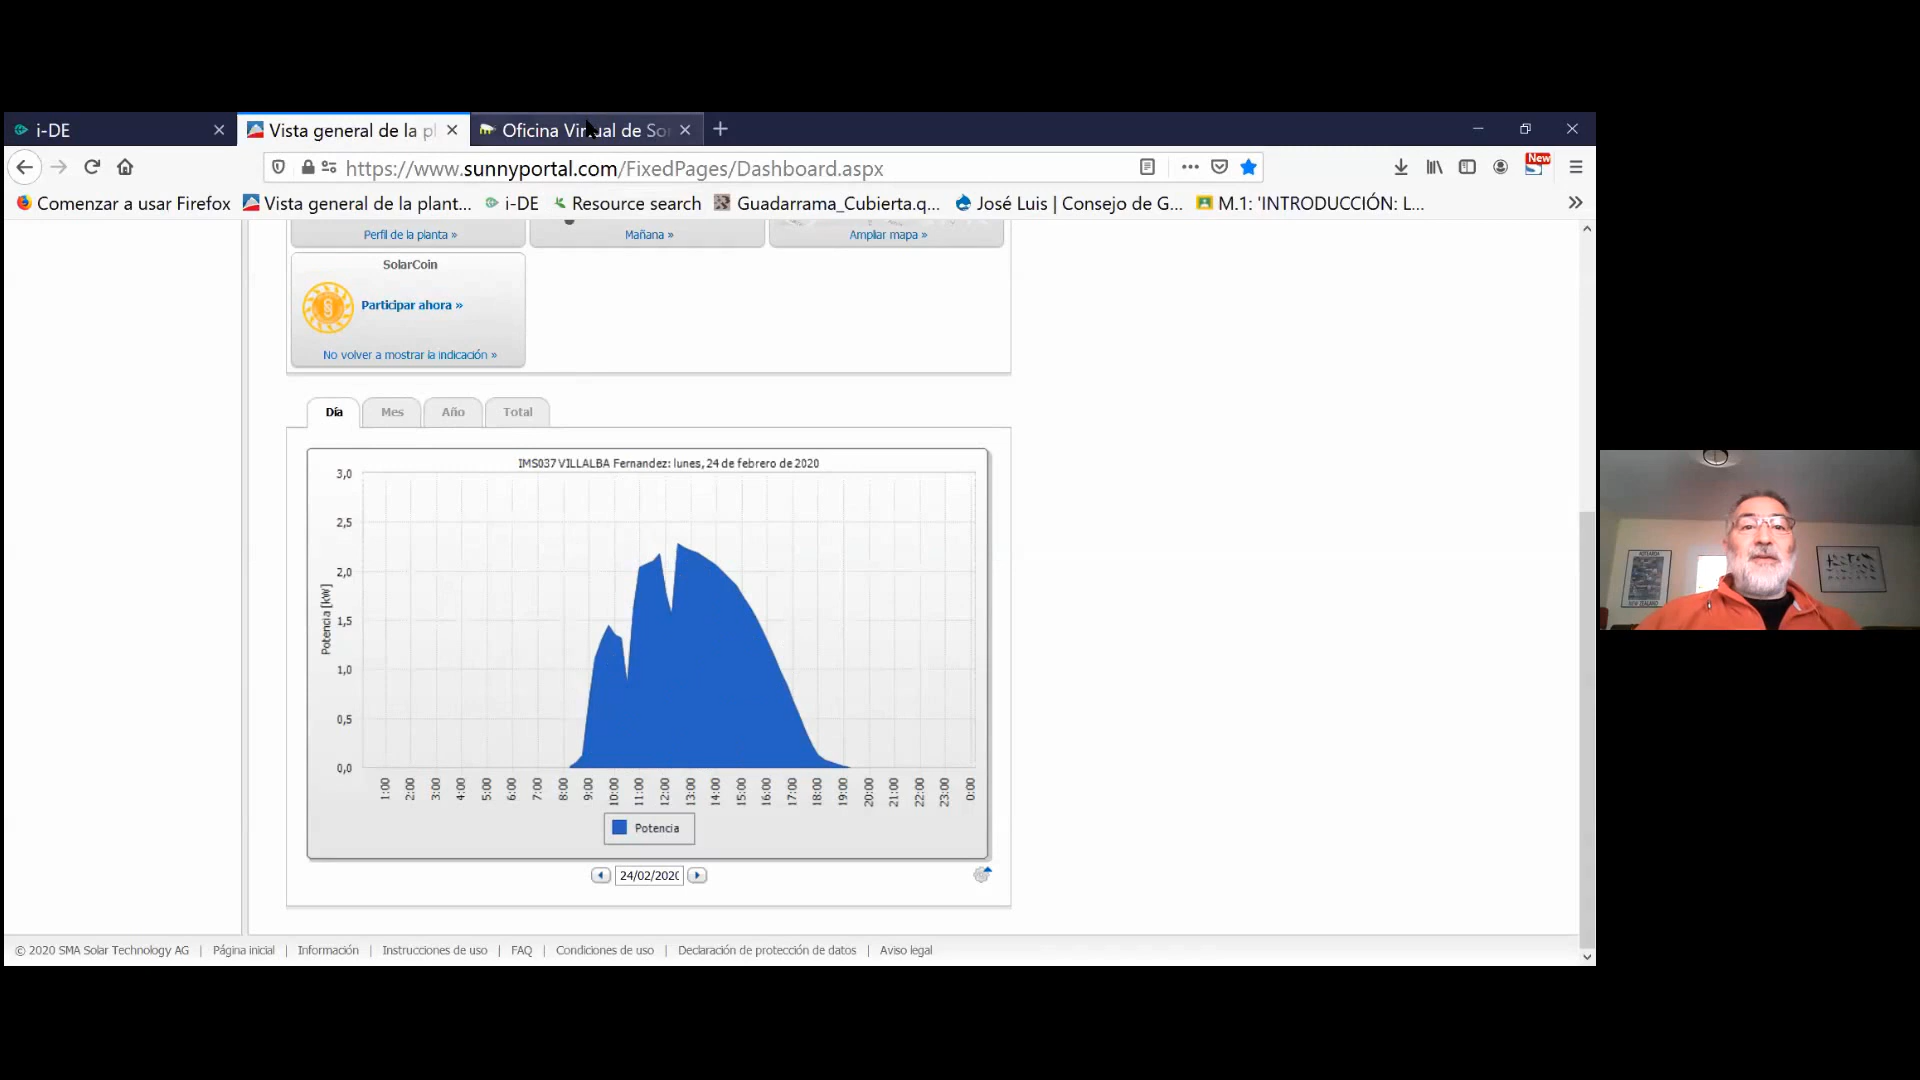 i-DE
Vista general de la p
Oficina Virtual de So
https://www.sunnyportal.com/FixedPages/Dashboard.aspx
New
Comenzar a usar Firefox
Vista general de la plant...
i-DE
Resource search
Guadarrama_Cubierta.q...
José Luis | Consejo de G...
M.1: 'INTRODUCCIÓN: L...
Perfil de la planta »
Mañana »
Ampliar mapa »
SolarCoin
Participar ahora »
No volver a mostrar la indicación »
Día
Mes
Año
Total
IMS037 VILLALBA Fernandez: lunes, 24 de febrero de 2020
3,0
2,5
2,0
1,5
1,0
0,5
0,0
Potencia [kW]
1:00 2:00 3:00 4:00 5:00 6:00 7:00 8:00 9:00 10:00 11:00 12:00 13:00 14:00 15:00 16:00 17:00 18:00 19:00 20:00 21:00 22:00 23:00 0:00
Potencia
24/02/2020
© 2020 SMA Solar Technology AG | Página inicial | Información | Instrucciones de uso | FAQ | Condiciones de uso | Declaración de protección de datos | Aviso legal
NEW ZEALAND